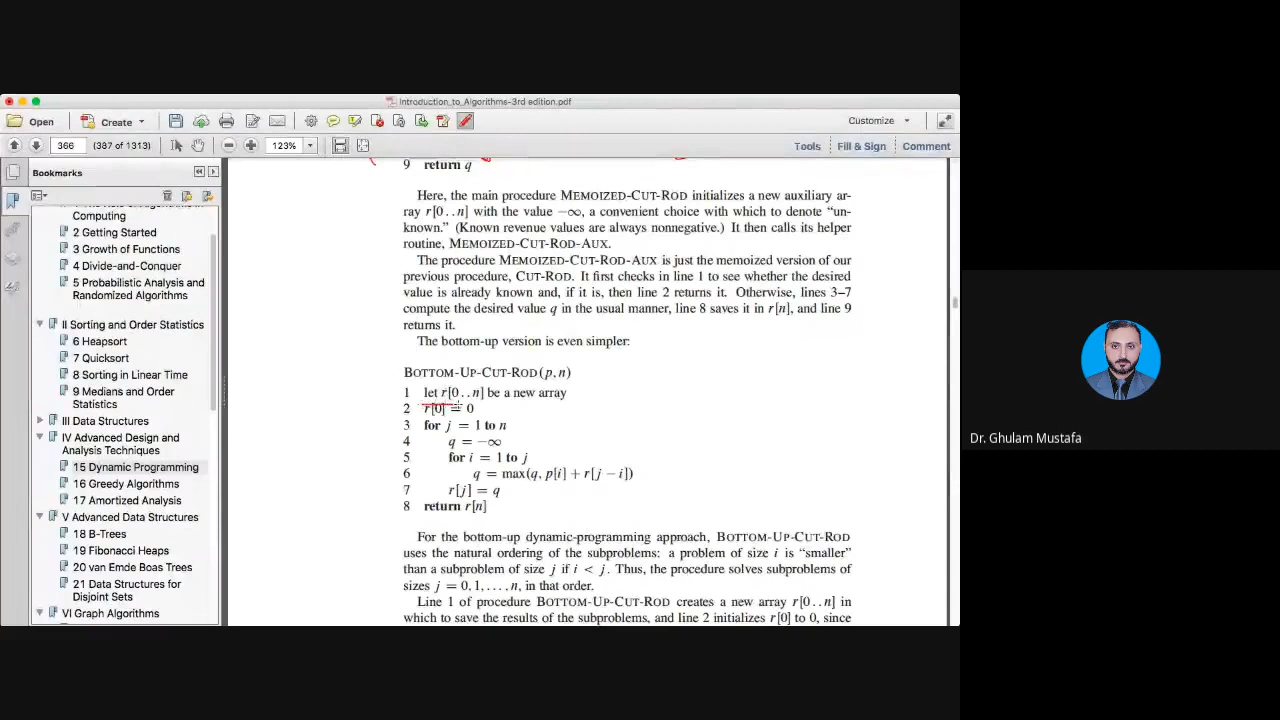 Introduction_to_Algorithms-3rd edition.pdf
Open
Create
Customize
366
(387 of 1313)
123%
Tools
Fill & Sign
Comment
Bookmarks
Computing
2 Getting Started
3 Growth of Functions
4 Divide-and-Conquer
5 Probabilistic Analysis and
Randomized Algorithms
II Sorting and Order Statistics
6 Heapsort
7 Quicksort
8 Sorting in Linear Time
9 Medians and Order
Statistics
III Data Structures
IV Advanced Design and
Analysis Techniques
15 Dynamic Programming
16 Greedy Algorithms
17 Amortized Analysis
V Advanced Data Structures
18 B-Trees
19 Fibonacci Heaps
20 van Emde Boas Trees
21 Data Structures for
Disjoint Sets
VI Graph Algorithms
9 return q
Here, the main procedure MEMOIZED-CUT-ROD initializes a new auxiliary ar-
ray r[0..n] with the value −∞, a convenient choice with which to denote “un-
known.” (Known revenue values are always nonnegative.) It then calls its helper
routine, MEMOIZED-CUT-ROD-AUX.
The procedure MEMOIZED-CUT-ROD-AUX is just the memoized version of our
previous procedure, CUT-ROD. It first checks in line 1 to see whether the desired
value is already known and, if it is, then line 2 returns it. Otherwise, lines 3–7
compute the desired value q in the usual manner, line 8 saves it in r[n], and line 9
returns it.
The bottom-up version is even simpler:
BOTTOM-UP-CUT-ROD(p, n)
1 let r[0..n] be a new array
2 r[0] = 0
3 for j = 1 to n
4 q = −∞
5 for i = 1 to j
6 q = max(q, p[i] + r[j − i])
7 r[j] = q
8 return r[n]
For the bottom-up dynamic-programming approach, BOTTOM-UP-CUT-ROD
uses the natural ordering of the subproblems: a problem of size i is “smaller”
than a subproblem of size j if i < j. Thus, the procedure solves subproblems of
sizes j = 0, 1, . . . , n, in that order.
Line 1 of procedure BOTTOM-UP-CUT-ROD creates a new array r[0..n] in
which to save the results of the subproblems, and line 2 initializes r[0] to 0, since
Dr. Ghulam Mustafa